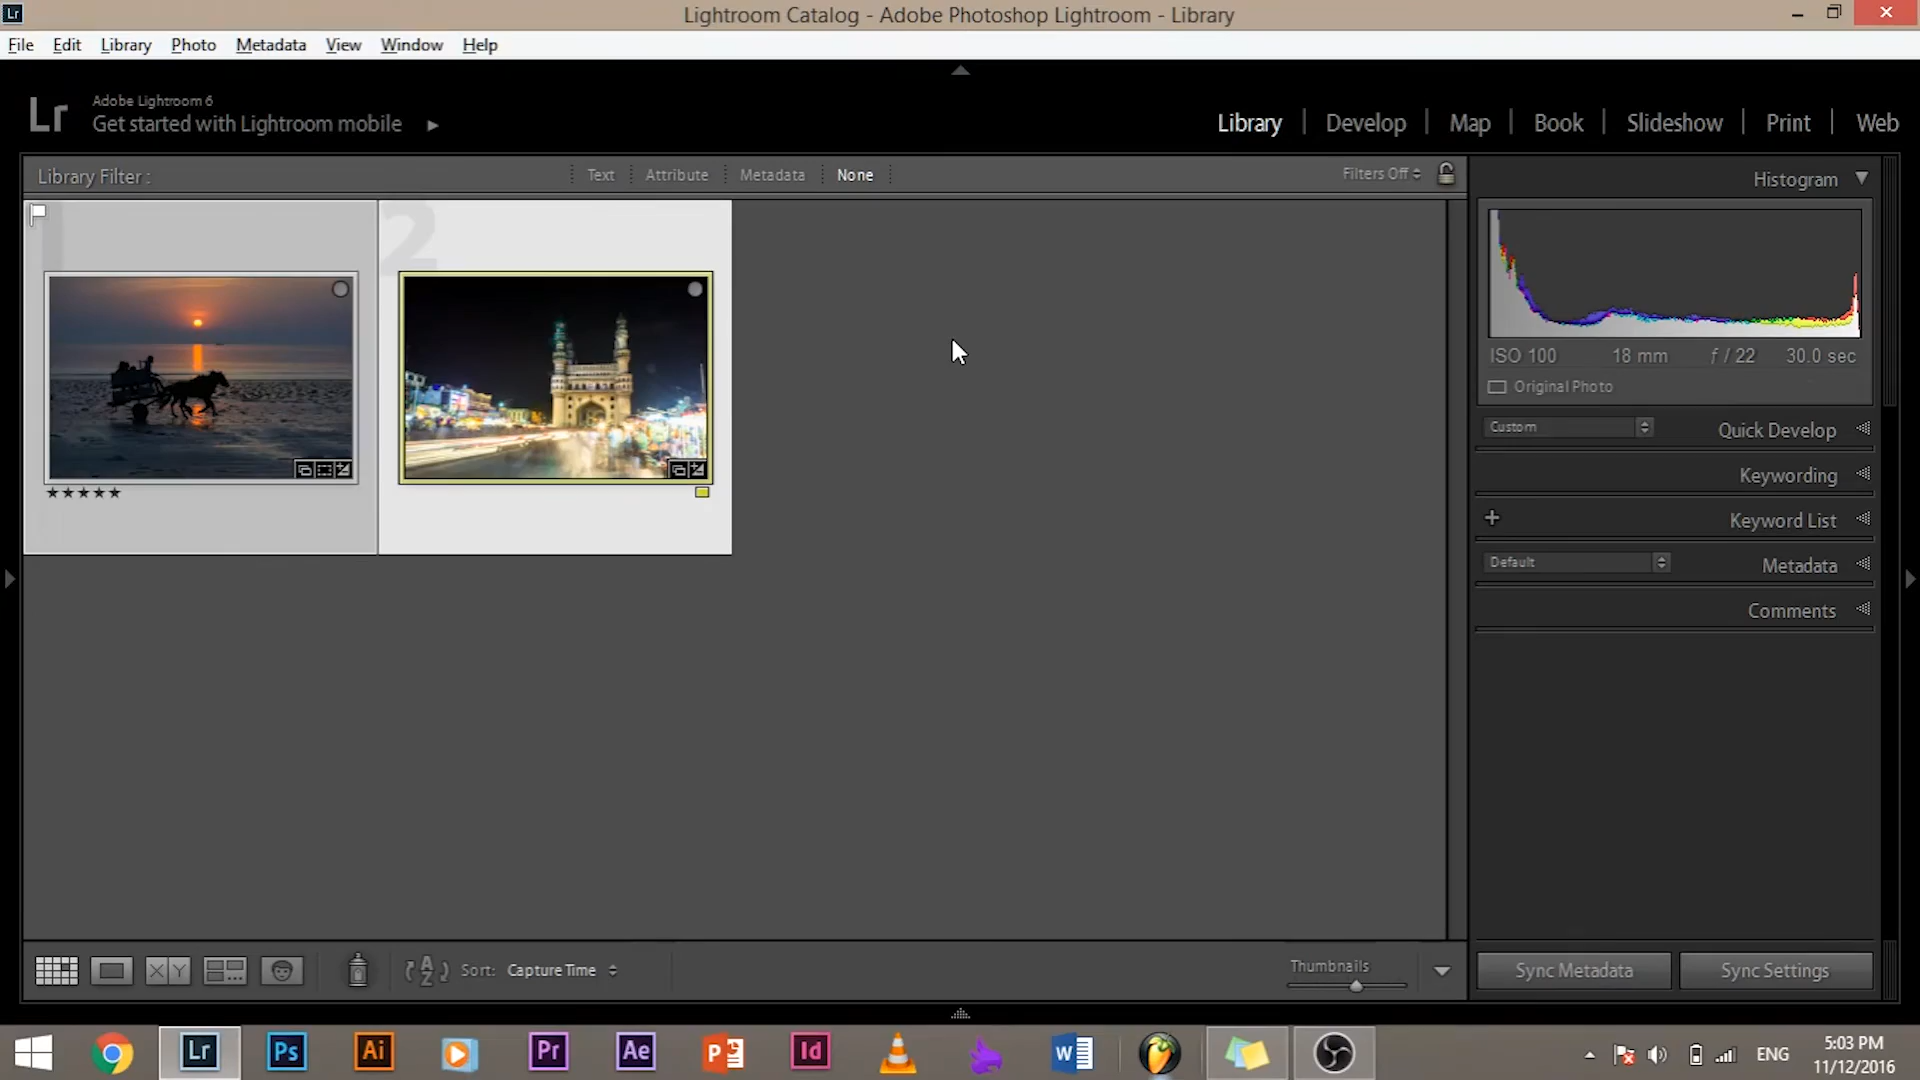 Lr
Lightroom Catalog - Adobe Photoshop Lightroom - Library
File Edit Library Photo Metadata View Window Help
Lr
Adobe Lightroom 6
Get started with Lightroom mobile
Library Develop Map Book Slideshow Print Web
Library Filter :
Text Attribute Metadata None
Filters Off
Histogram
1
2
ISO 100 18 mm ƒ / 22 30.0 sec
Original Photo
Custom
Quick Develop
Keywording
Keyword List
Default
Metadata
Comments
X Y
A
Z
Sort: Capture Time
Thumbnails
Sync Metadata
Sync Settings
Lr
Ps
Ai
Pr
Ae
P
Id
W
ENG
5:03 PM
11/12/2016